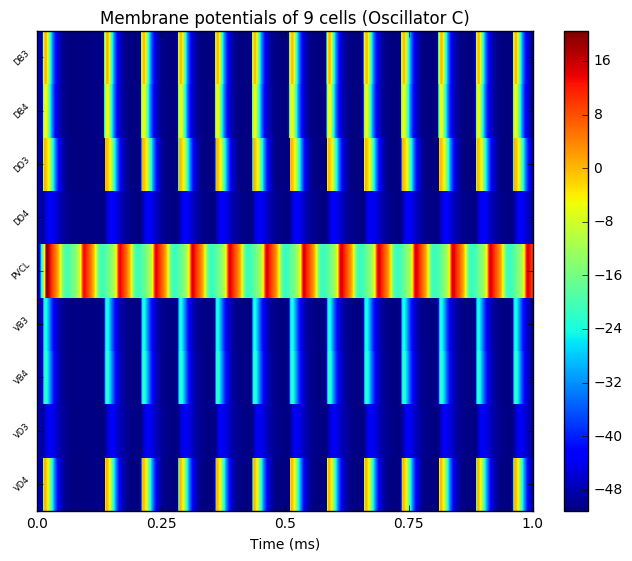 Membrane potentials of 9 cells (Oscillator C)
DB3
DB4
DD3
DD4
PVCL
VB3
VB4
VD3
VD4
0.0 0.25 0.5 0.75 1.0
Time (ms)
16
8
0
−8
−16
−24
−32
−40
−48